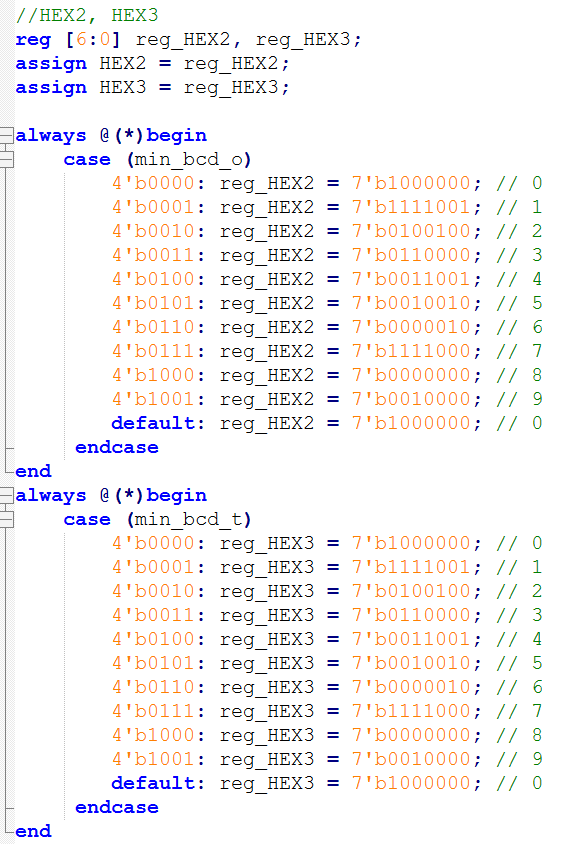 //HEX2, HEX3
reg [6:0] reg_HEX2, reg_HEX3;
assign HEX2 = reg_HEX2;
assign HEX3 = reg_HEX3;

always @(*)begin
    case (min_bcd_o)
        4'b0000: reg_HEX2 = 7'b1000000; // 0
        4'b0001: reg_HEX2 = 7'b1111001; // 1
        4'b0010: reg_HEX2 = 7'b0100100; // 2
        4'b0011: reg_HEX2 = 7'b0110000; // 3
        4'b0100: reg_HEX2 = 7'b0011001; // 4
        4'b0101: reg_HEX2 = 7'b0010010; // 5
        4'b0110: reg_HEX2 = 7'b0000010; // 6
        4'b0111: reg_HEX2 = 7'b1111000; // 7
        4'b1000: reg_HEX2 = 7'b0000000; // 8
        4'b1001: reg_HEX2 = 7'b0010000; // 9
        default: reg_HEX2 = 7'b1000000; // 0
     endcase
end
always @(*)begin
    case (min_bcd_t)
        4'b0000: reg_HEX3 = 7'b1000000; // 0
        4'b0001: reg_HEX3 = 7'b1111001; // 1
        4'b0010: reg_HEX3 = 7'b0100100; // 2
        4'b0011: reg_HEX3 = 7'b0110000; // 3
        4'b0100: reg_HEX3 = 7'b0011001; // 4
        4'b0101: reg_HEX3 = 7'b0010010; // 5
        4'b0110: reg_HEX3 = 7'b0000010; // 6
        4'b0111: reg_HEX3 = 7'b1111000; // 7
        4'b1000: reg_HEX3 = 7'b0000000; // 8
        4'b1001: reg_HEX3 = 7'b0010000; // 9
        default: reg_HEX3 = 7'b1000000; // 0
     endcase
end